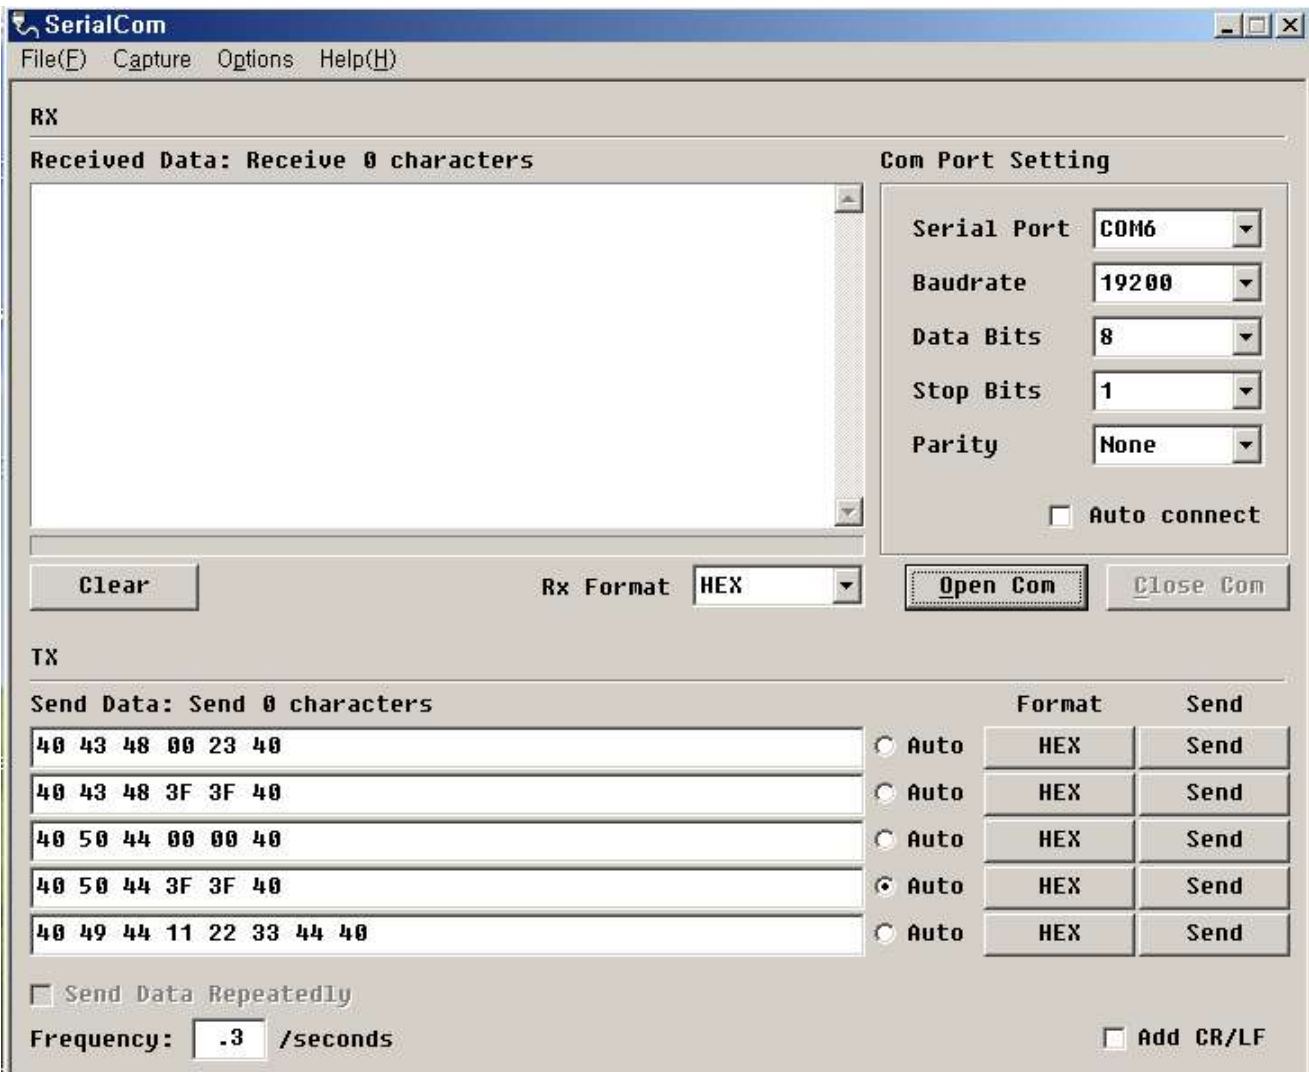 SerialCom
File(F) Capture Options Help(H)
RX
Received Data: Receive 0 characters
Com Port Setting
Serial Port COM6
Baudrate 19200
Data Bits 8
Stop Bits 1
Parity None
Auto connect
Clear Rx Format HEX Open Com Close Com
TX
Send Data: Send 0 characters Format Send
40 43 48 00 23 40 Auto HEX Send
40 43 48 3F 3F 40 Auto HEX Send
40 50 44 00 00 40 Auto HEX Send
40 50 44 3F 3F 40 Auto HEX Send
40 49 44 11 22 33 44 40 Auto HEX Send
Send Data Repeatedly
Frequency: .3 /seconds Add CR/LF